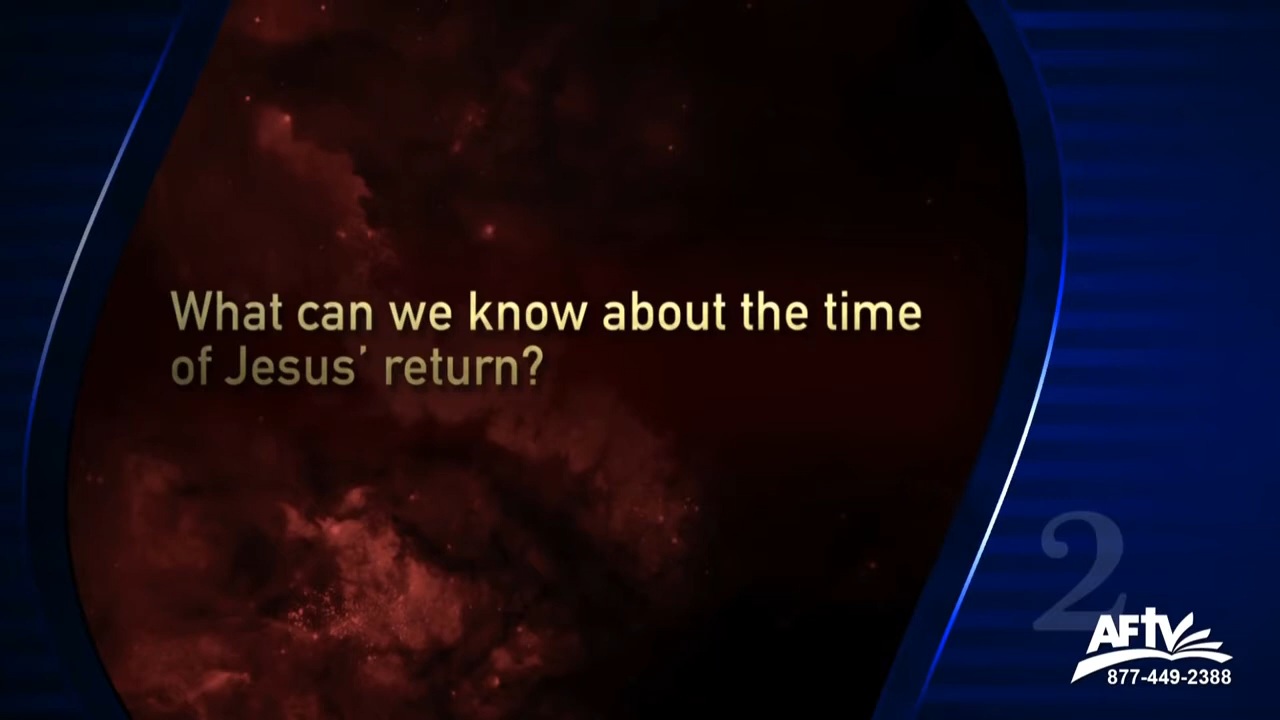 What can we know about the time
of Jesus’ return?
2
AFTV
877-449-2388